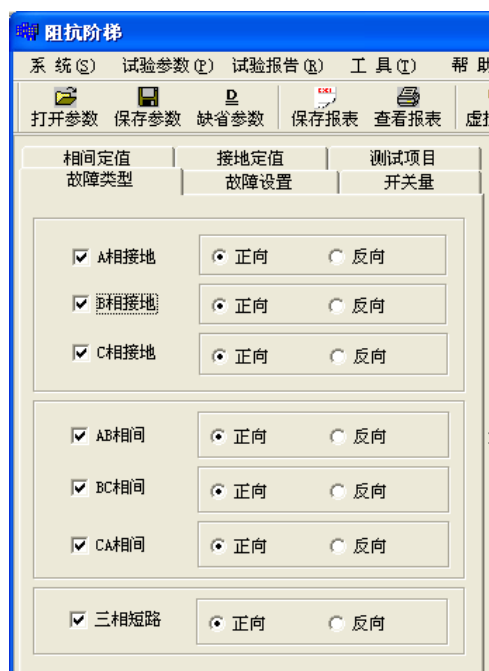 阻抗阶梯
系 统(S) 试验参数(P) 试验报告(R) 工 具(T) 帮
打开参数 保存参数 缺省参数 保存报表 查看报表
相间定值 接地定值 测试项目
故障类型 故障设置 开关量
A相接地 正向 反向
B相接地 正向 反向
C相接地 正向 反向
AB相间 正向 反向
BC相间 正向 反向
CA相间 正向 反向
三相短路 正向 反向